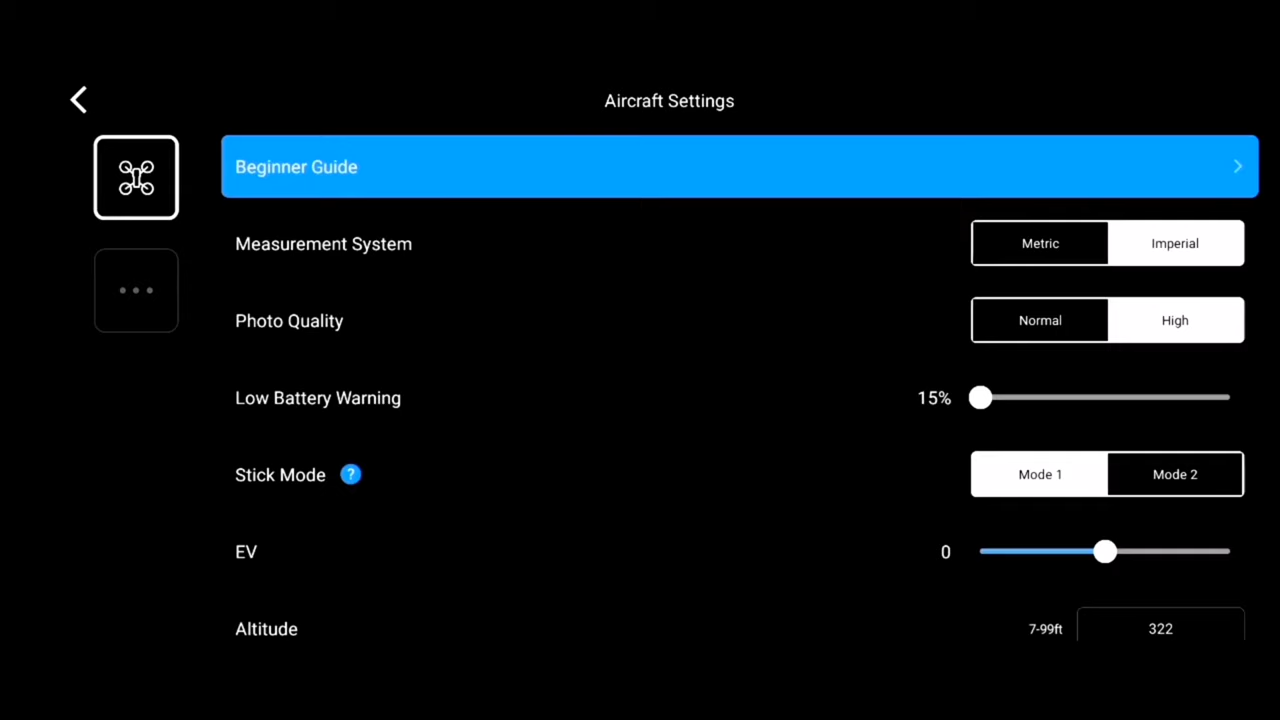 Aircraft Settings
Beginner Guide
Measurement System Metric Imperial
Photo Quality Normal High
Low Battery Warning 15%
Stick Mode ? Mode 1 Mode 2
EV 0
Altitude 7-99ft 322